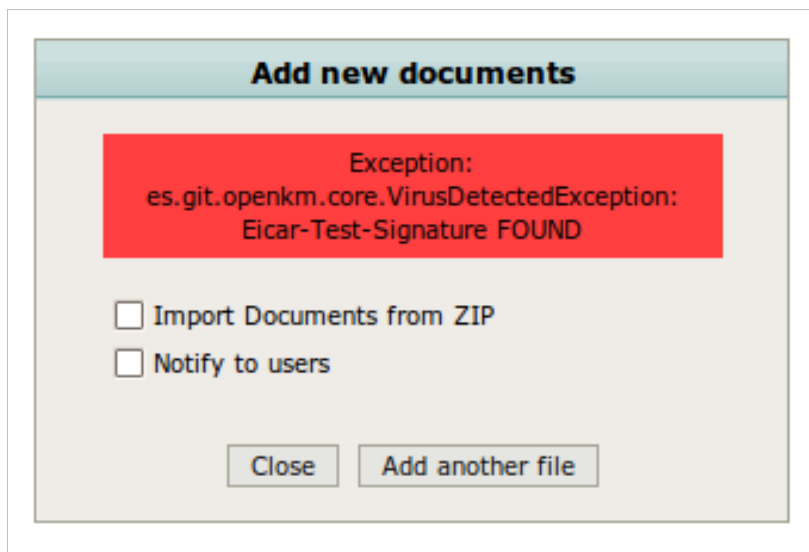 Add new documents
Exception:
es.git.openkm.core.VirusDetectedException:
Eicar-Test-Signature FOUND
Import Documents from ZIP
Notify to users
Close
Add another file